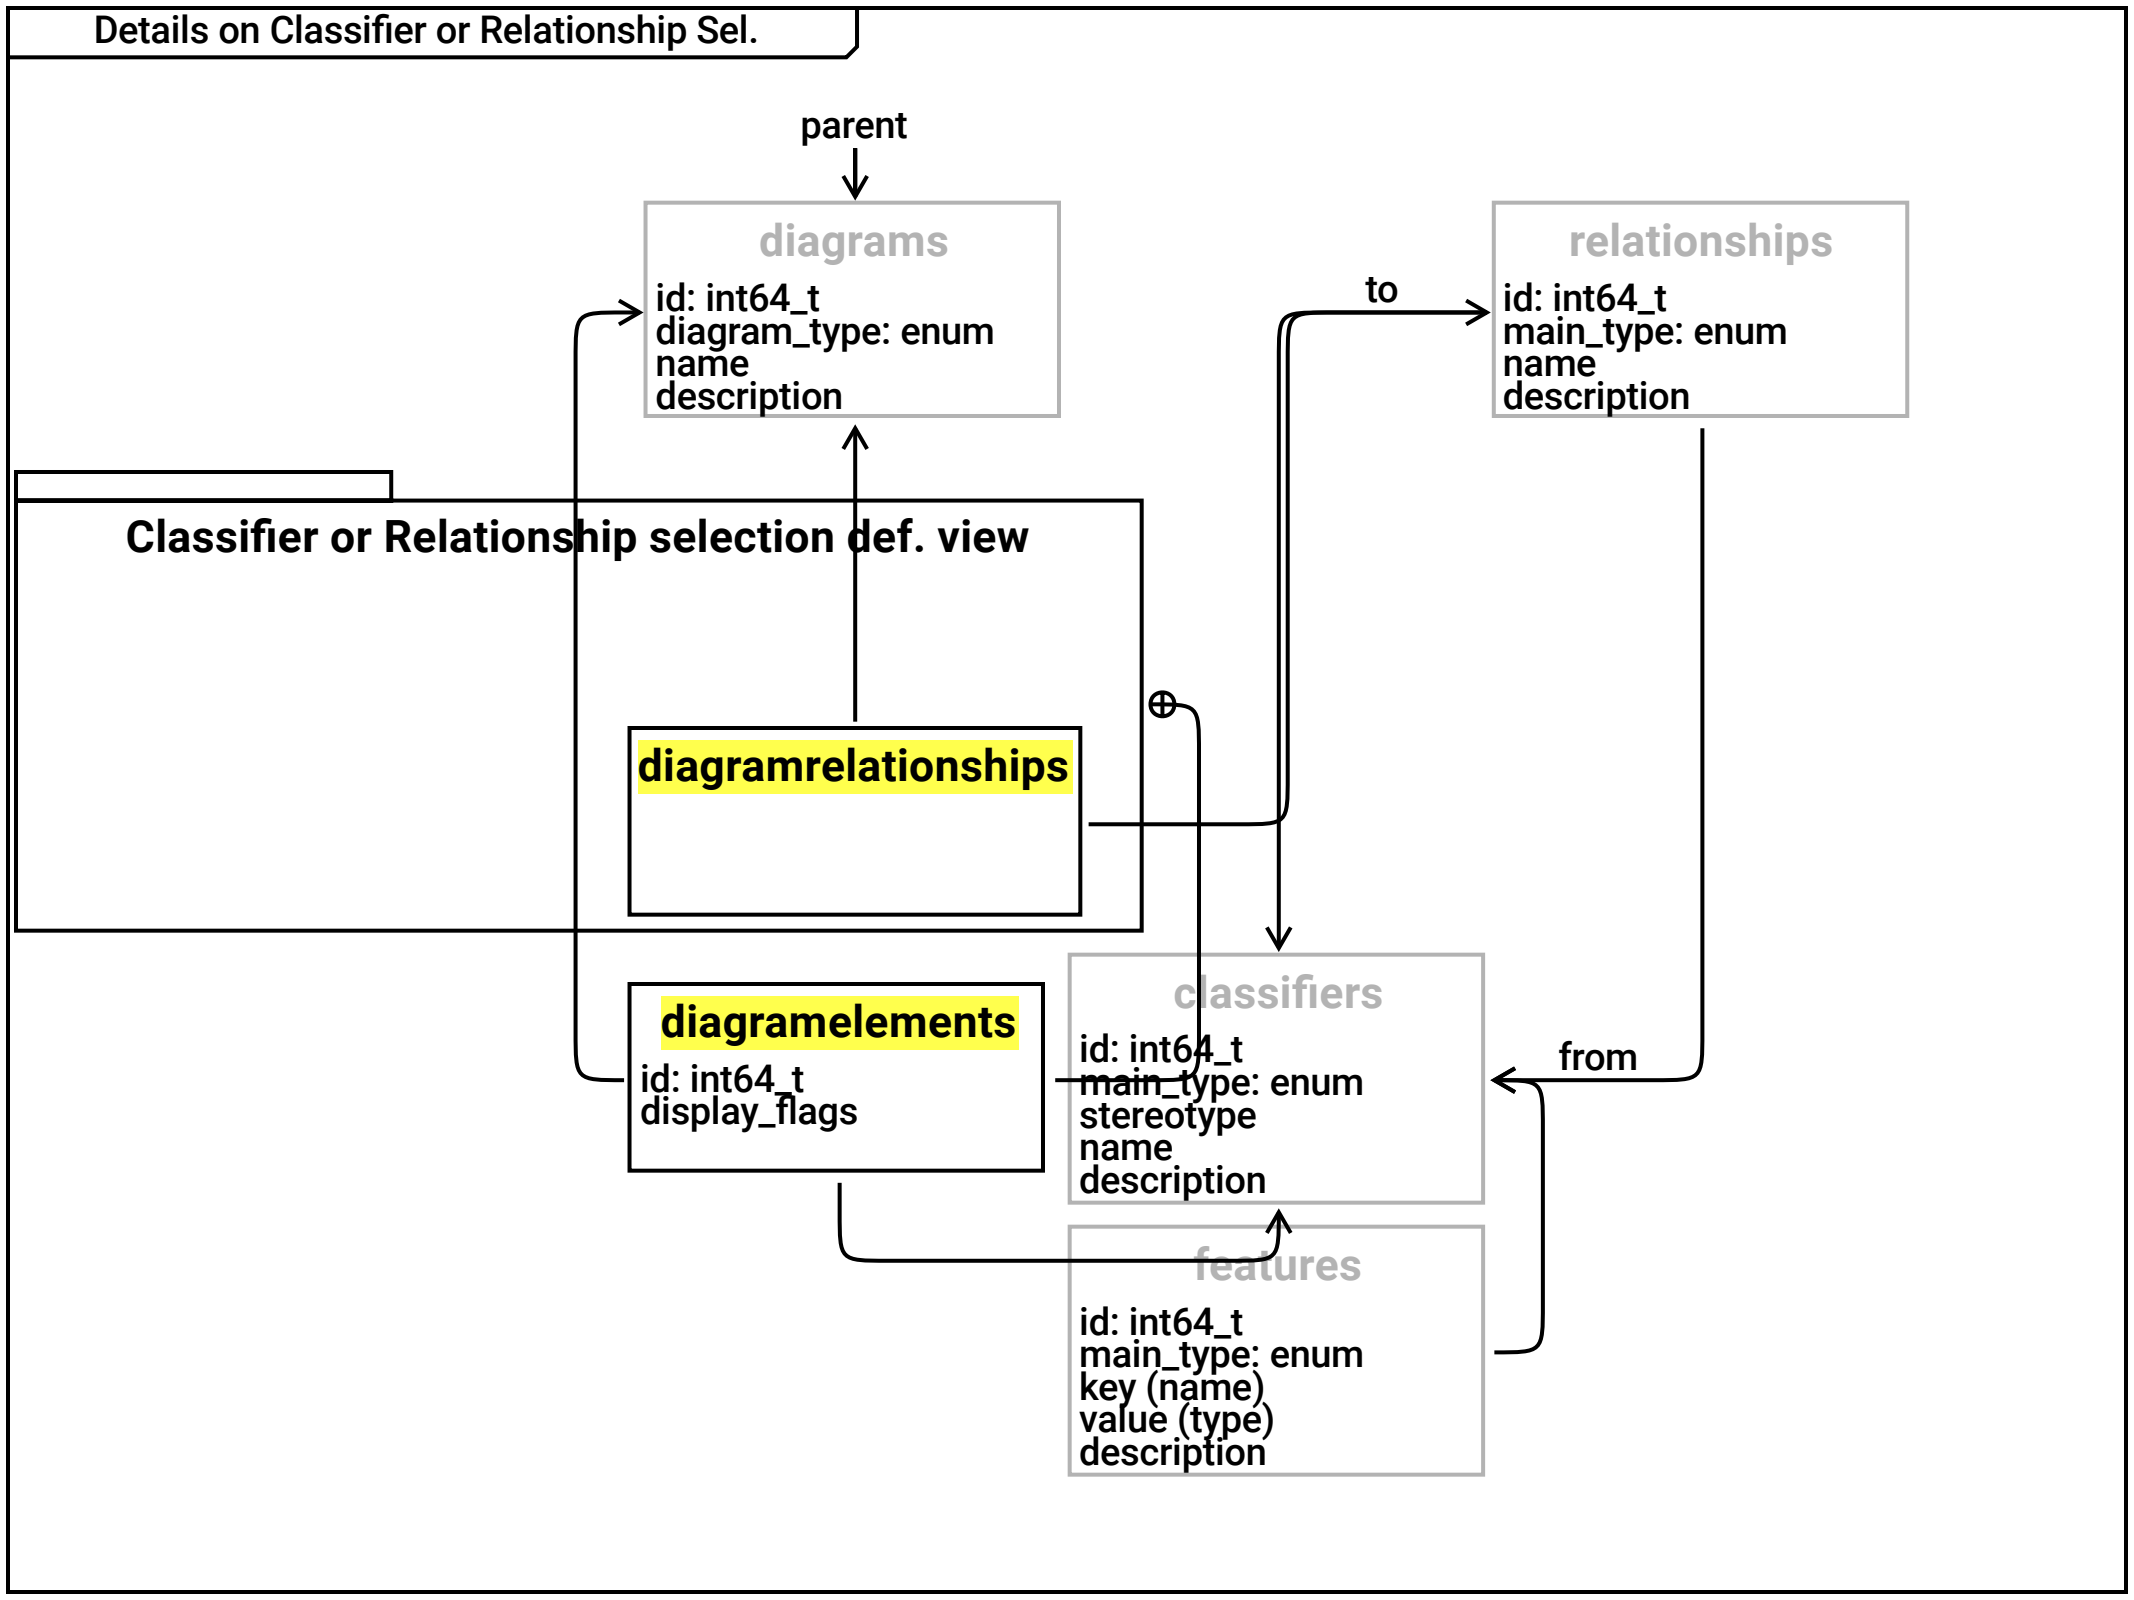 Details on Classifier or Relationship Sel.
parent
diagrams
id: int64_t
diagram_type: enum
name
description
to
relationships
id: int64_t
main_type: enum
name
description
Classifier or Relationship selection def. view
diagramrelationships
diagramelements
id: int64_t
display_flags
classifiers
id: int64_t
main_type: enum
stereotype
name
description
from
features
id: int64_t
main_type: enum
key (name)
value (type)
description